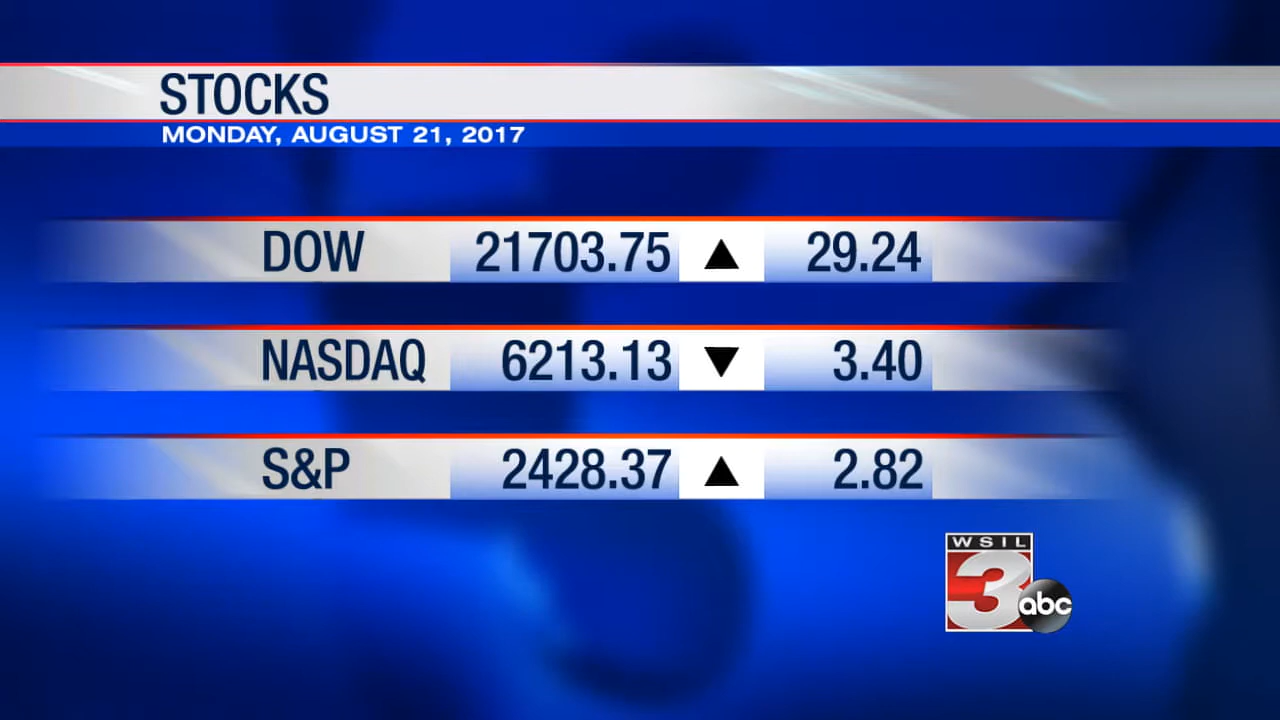 STOCKS
MONDAY, AUGUST 21, 2017
DOW 21703.75 ▲ 29.24
NASDAQ 6213.13 ▼ 3.40
S&P 2428.37 ▲ 2.82
WSIL
3 abc